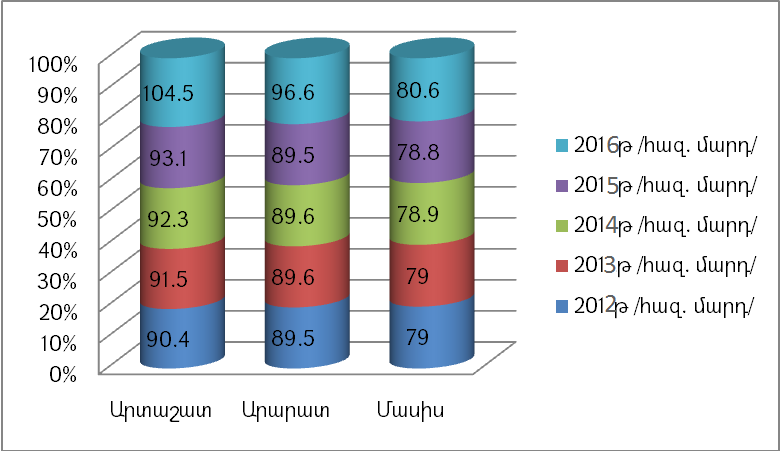 100%
90%
80%
70%
60%
50%
40%
30%
20%
10%
0%
104.5 96.6 80.6
93.1 89.5 78.8
92.3 89.6 78.9
91.5 89.6 79
90.4 89.5 79
Արտաշատ Արարատ Մասիս
2016թ /հազ. մարդ/
2015թ /հազ. մարդ/
2014թ /հազ. մարդ/
2013թ /հազ. մարդ/
2012թ /հազ. մարդ/